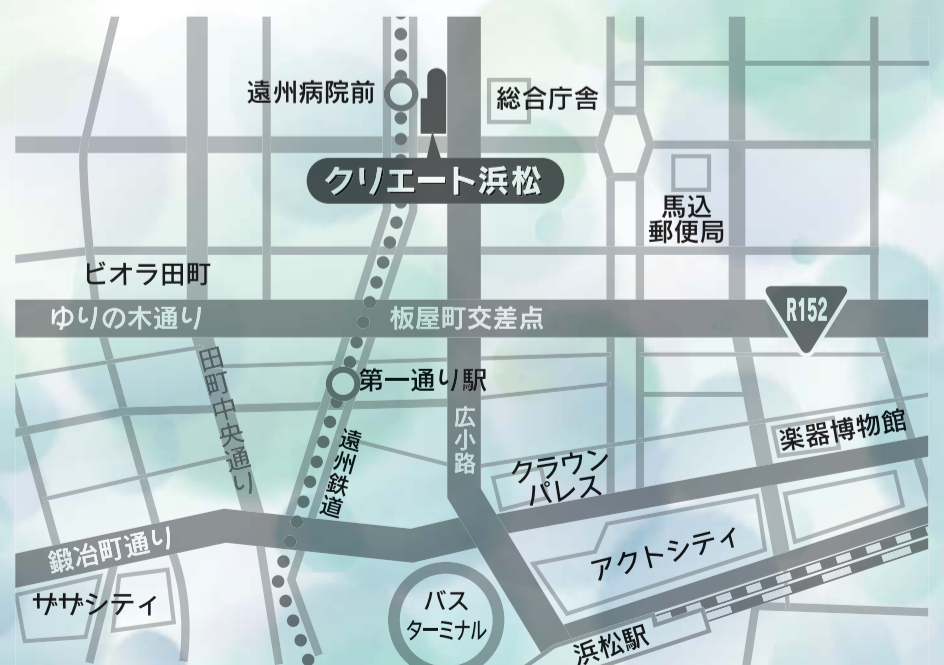 遠州病院前
総合庁舎
クリエート浜松
馬込
郵便局
ビオラ田町
ゆりの木通り
板屋町交差点
R152
田町中央通り
第一通り駅
広小路
遠州鉄道
楽器博物館
クラウン
パレス
鍛冶町通り
アクトシティ
ザザシティ
バス
ターミナル
浜松駅